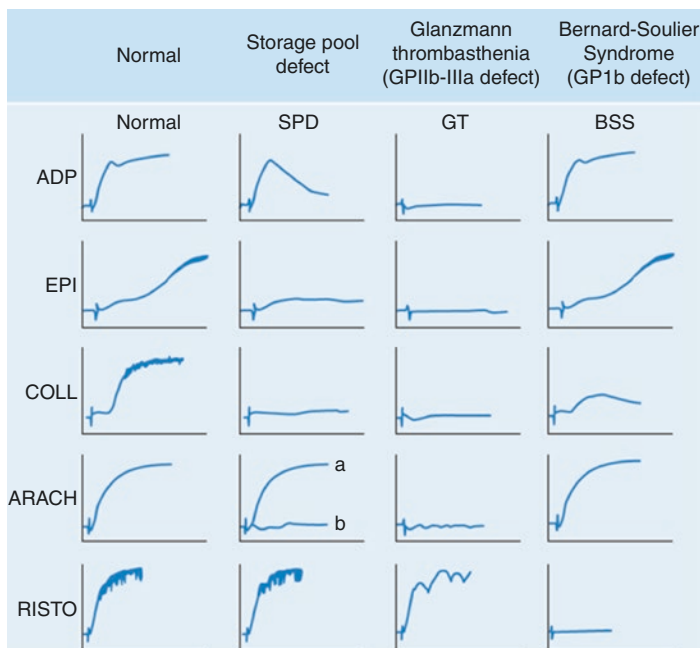 Normal
Storage pool
defect
Glanzmann
thrombasthenia
(GPIIb-IIIa defect)
Bernard-Soulier
Syndrome
(GP1b defect)
Normal SPD GT BSS
ADP
EPI
COLL
ARACH
a
b
RISTO